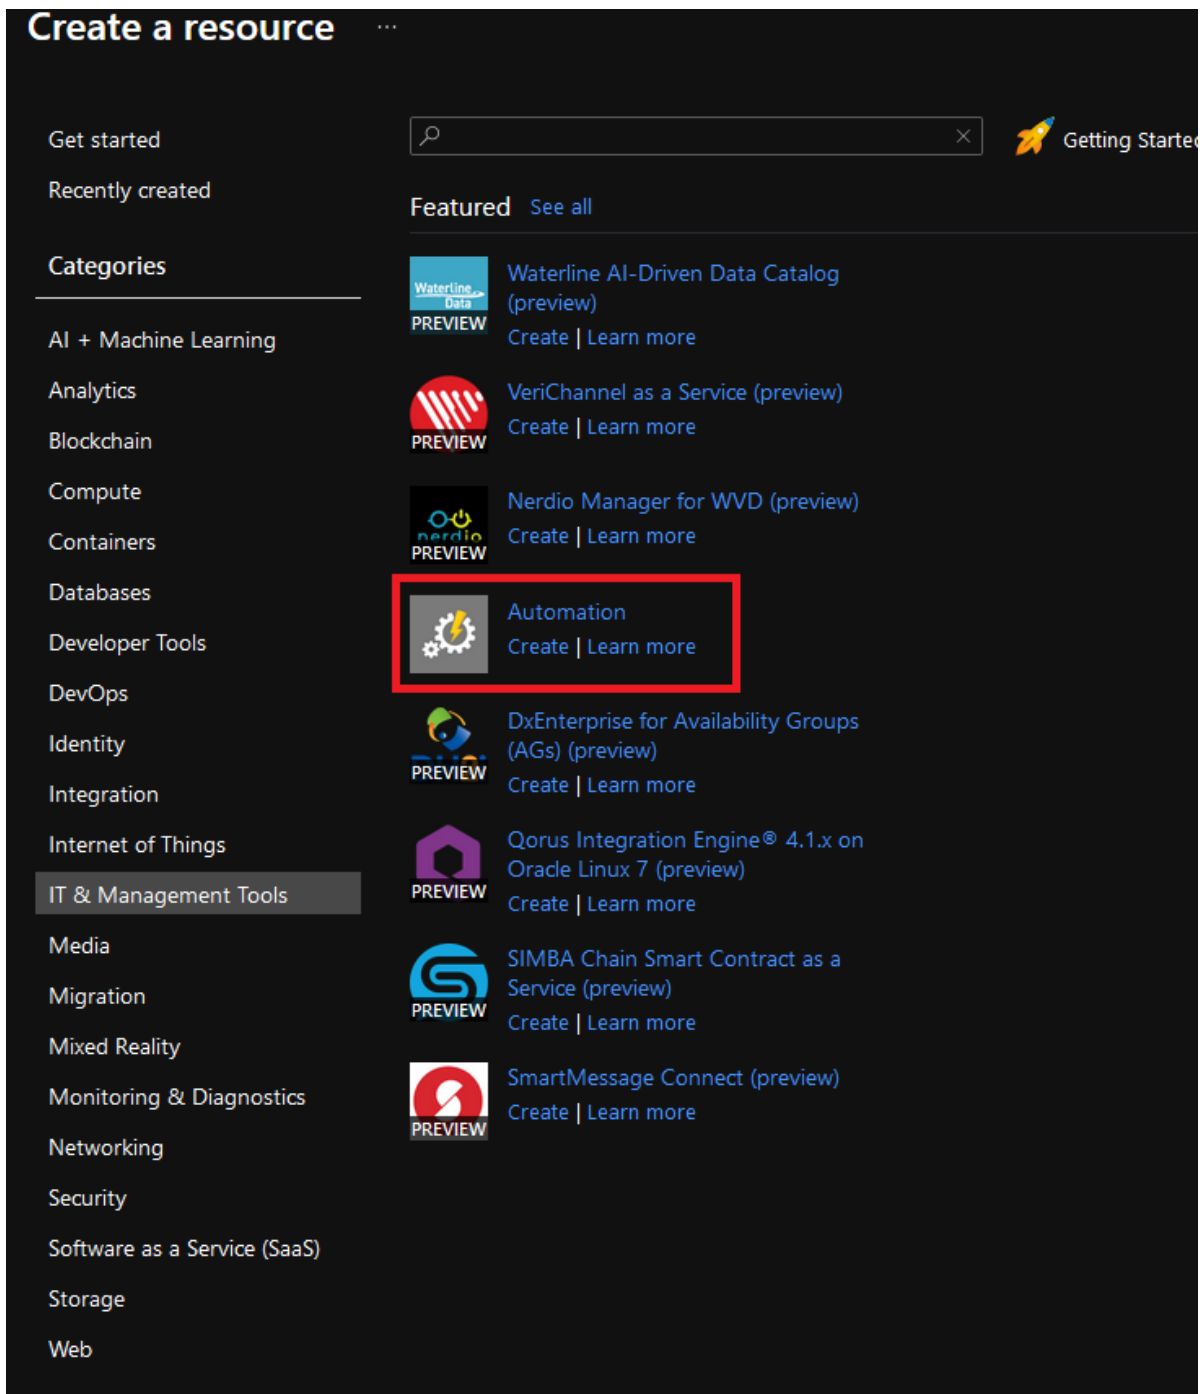 Create a resource ...
Get started
Recently created
Categories
AI + Machine Learning
Analytics
Blockchain
Compute
Containers
Databases
Developer Tools
DevOps
Identity
Integration
Internet of Things
IT & Management Tools
Media
Migration
Mixed Reality
Monitoring & Diagnostics
Networking
Security
Software as a Service (SaaS)
Storage
Web
Getting Started
Featured See all
Waterline
Data
PREVIEW
Waterline AI-Driven Data Catalog
(preview)
Create | Learn more
PREVIEW
VeriChannel as a Service (preview)
Create | Learn more
nerdio
PREVIEW
Nerdio Manager for WVD (preview)
Create | Learn more
Automation
Create | Learn more
PREVIEW
DxEnterprise for Availability Groups
(AGs) (preview)
Create | Learn more
PREVIEW
Qorus Integration Engine® 4.1.x on
Oracle Linux 7 (preview)
Create | Learn more
PREVIEW
SIMBA Chain Smart Contract as a
Service (preview)
Create | Learn more
PREVIEW
SmartMessage Connect (preview)
Create | Learn more